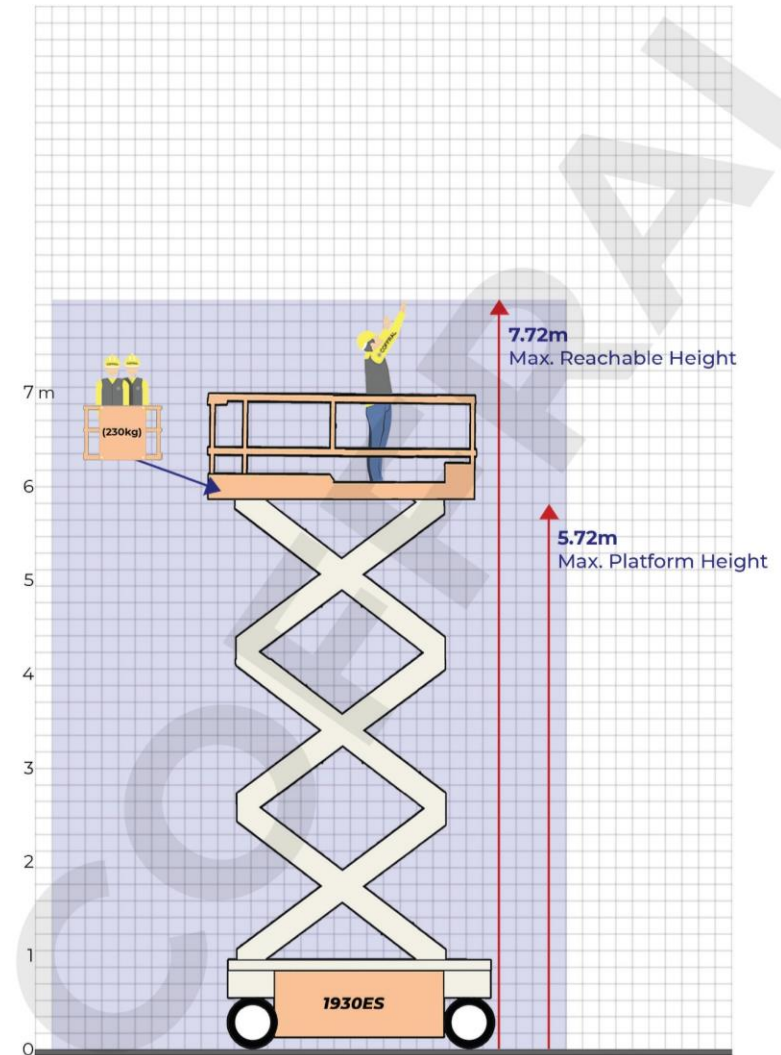 7.72m
Max. Reachable Height
7 m
(230kg)
6
5.72m
Max. Platform Height
5
4
3
2
1
1930ES
0
COFFRAL